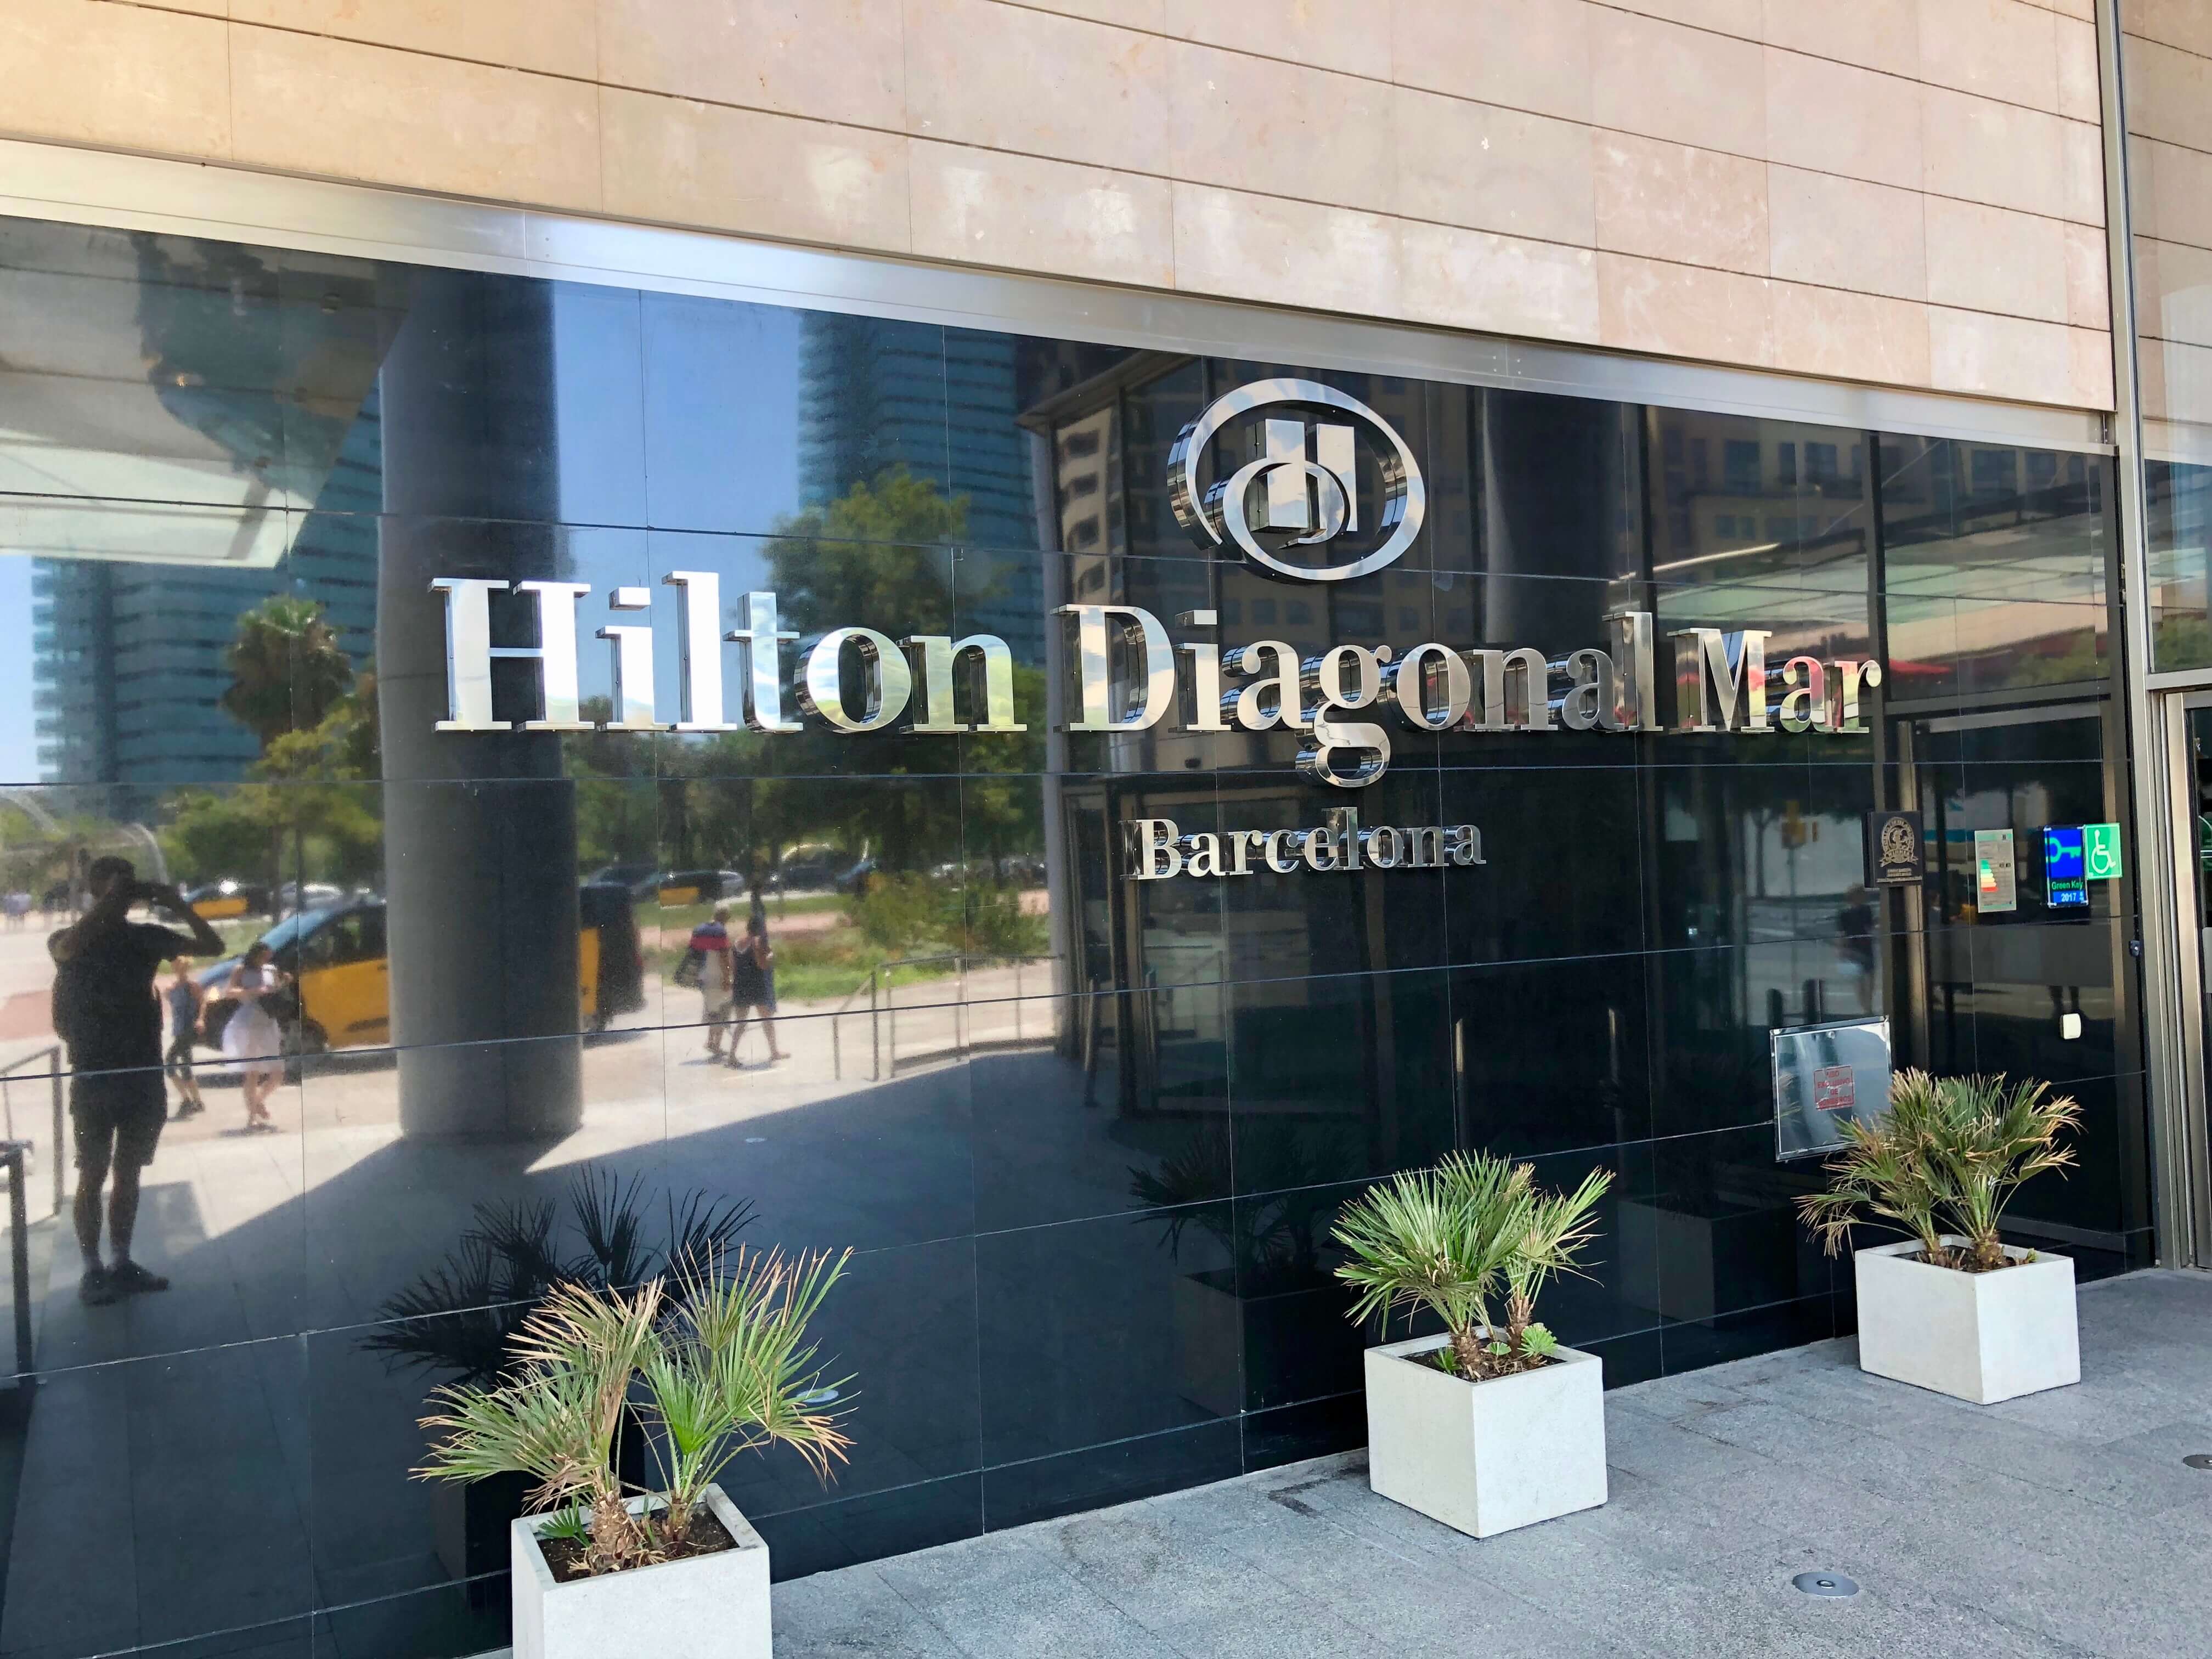 Hilton Diagonal Mar
Barcelona
Green Key
2017